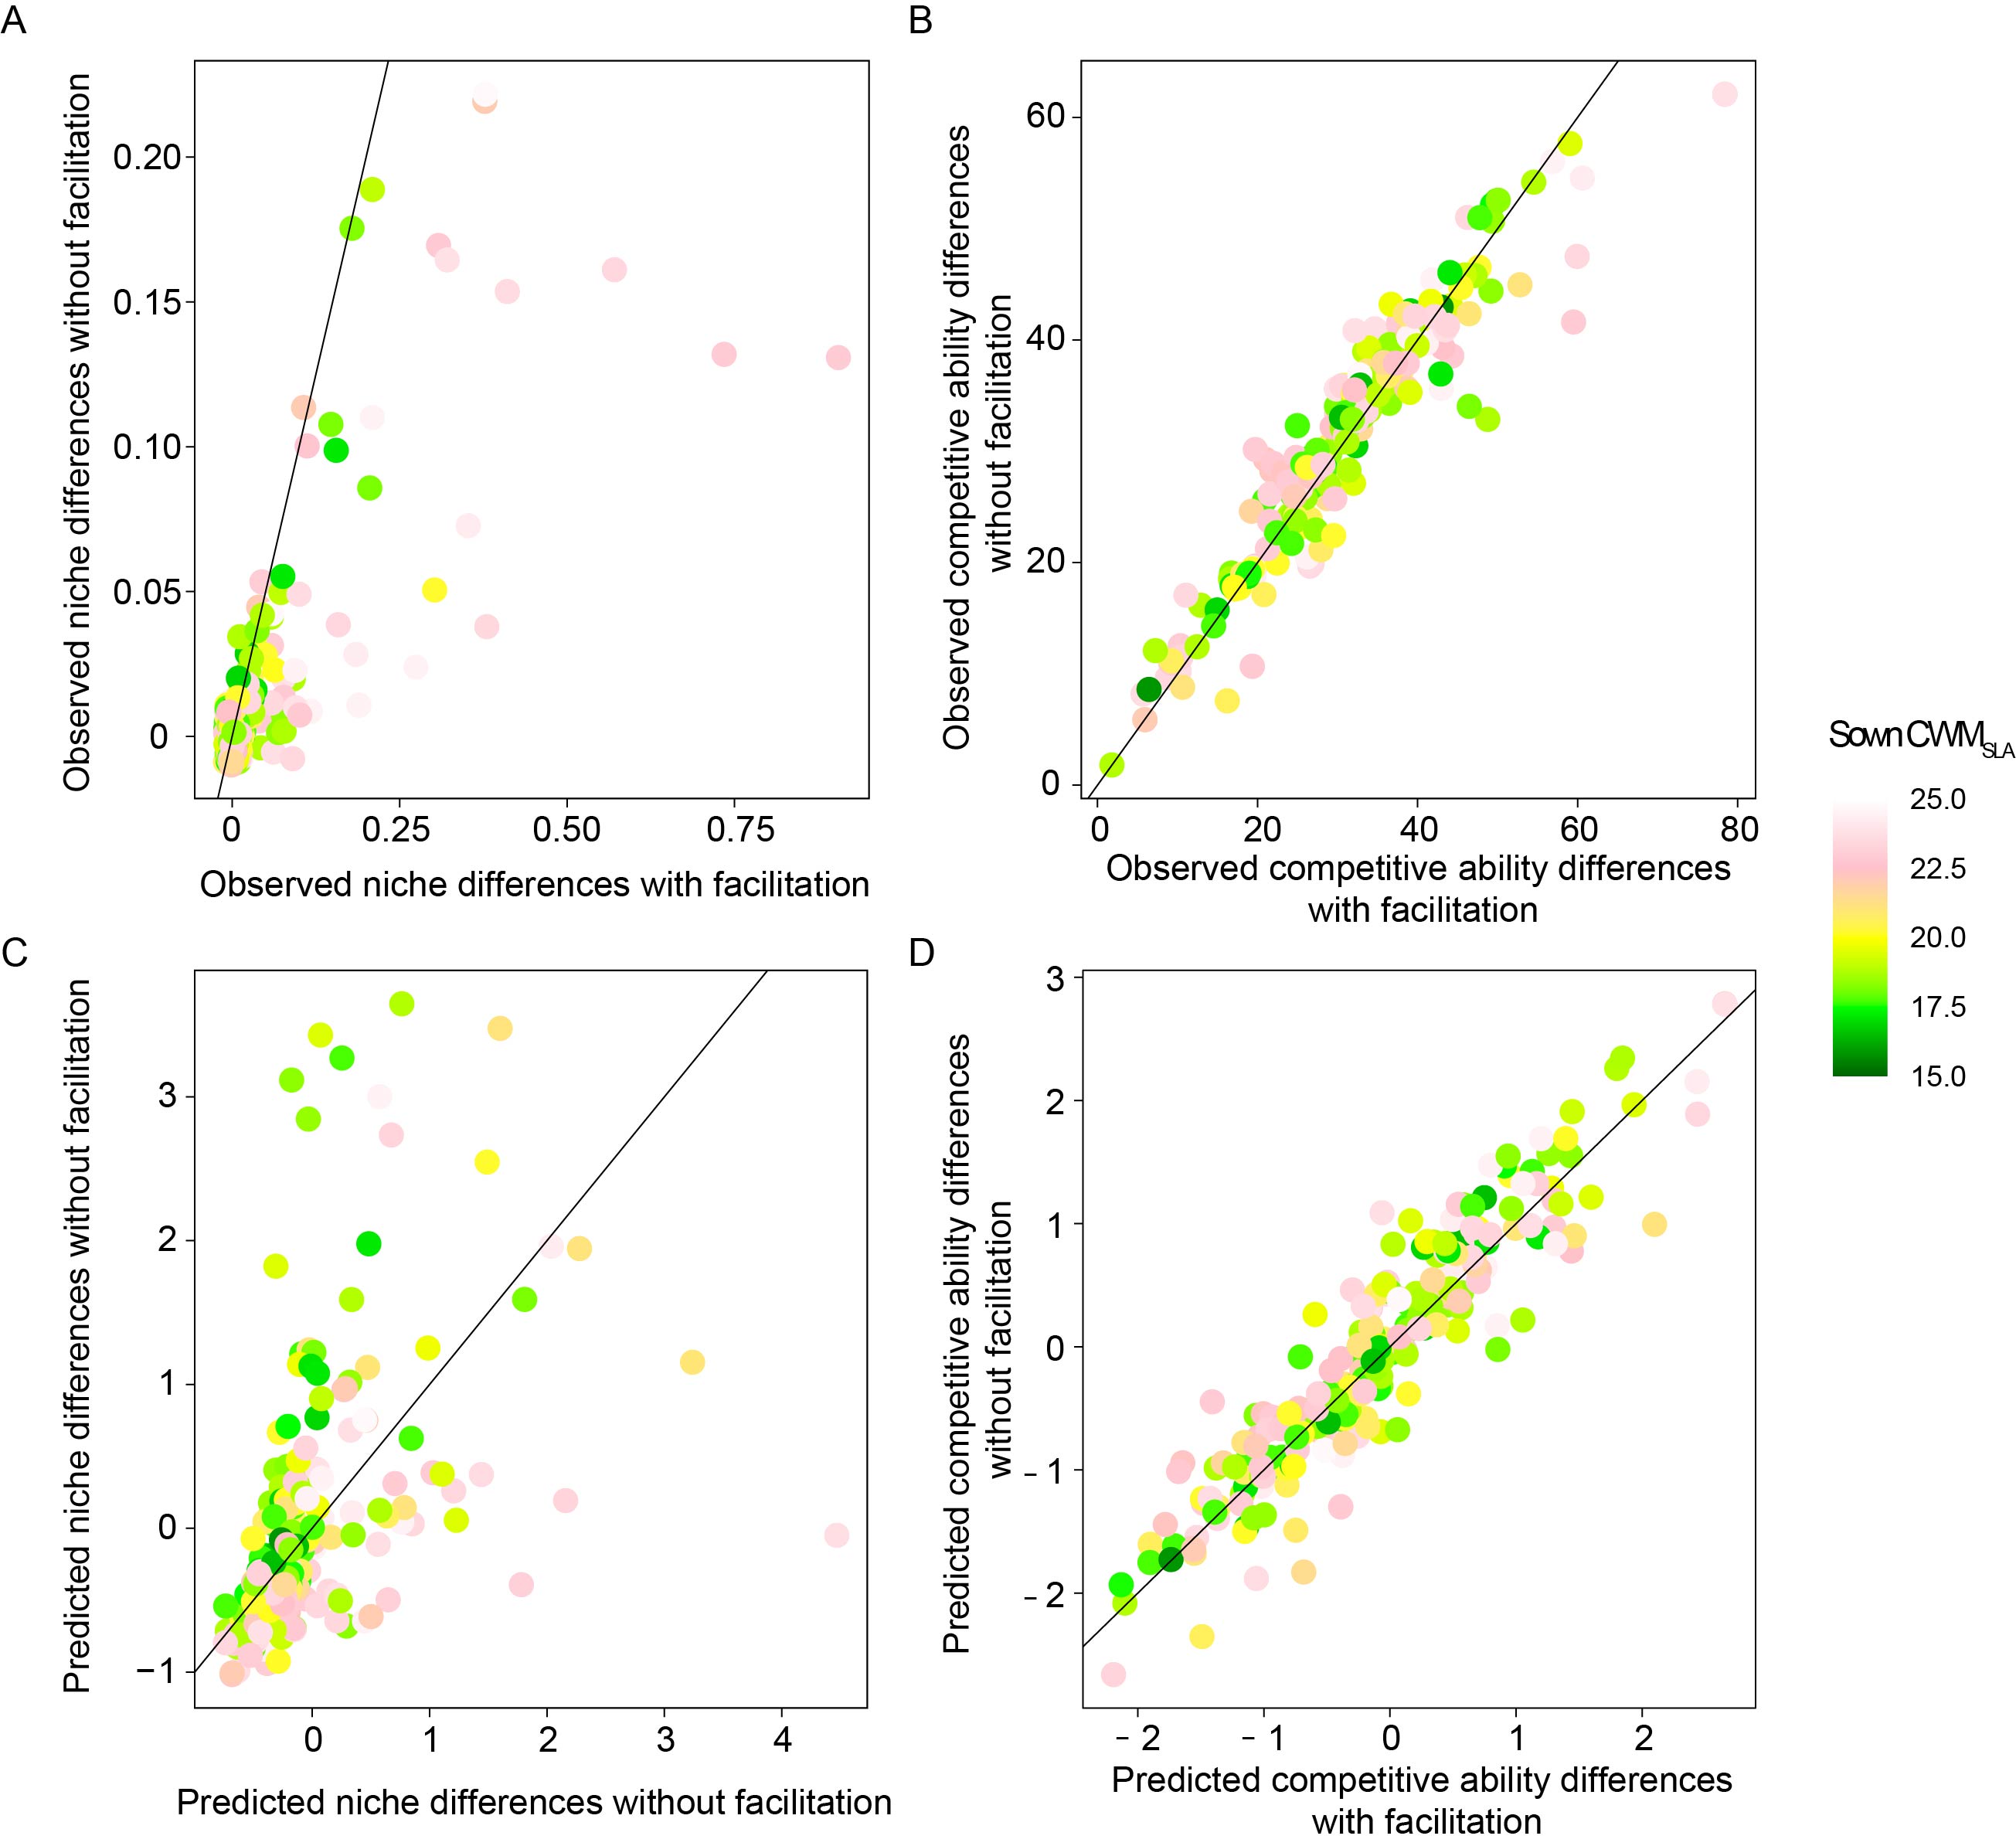 A
Observed niche differences without facilitation
0.20
0.15
0.10
0.05
0
0 0.25 0.50 0.75
Observed niche differences with facilitation
B
Observed competitive ability differences
without facilitation
60
40
20
0
0 20 40 60 80
Observed competitive ability differences
with facilitation
C
Predicted niche differences without facilitation
3
2
1
0
−1
0 1 2 3 4
Predicted niche differences without facilitation
D
Predicted competitive ability differences
without facilitation
3
2
1
0
− 1
− 2
− 2 − 1 0 1 2
Predicted competitive ability differences
with facilitation
Sown CWM SLA
25.0
22.5
20.0
17.5
15.0